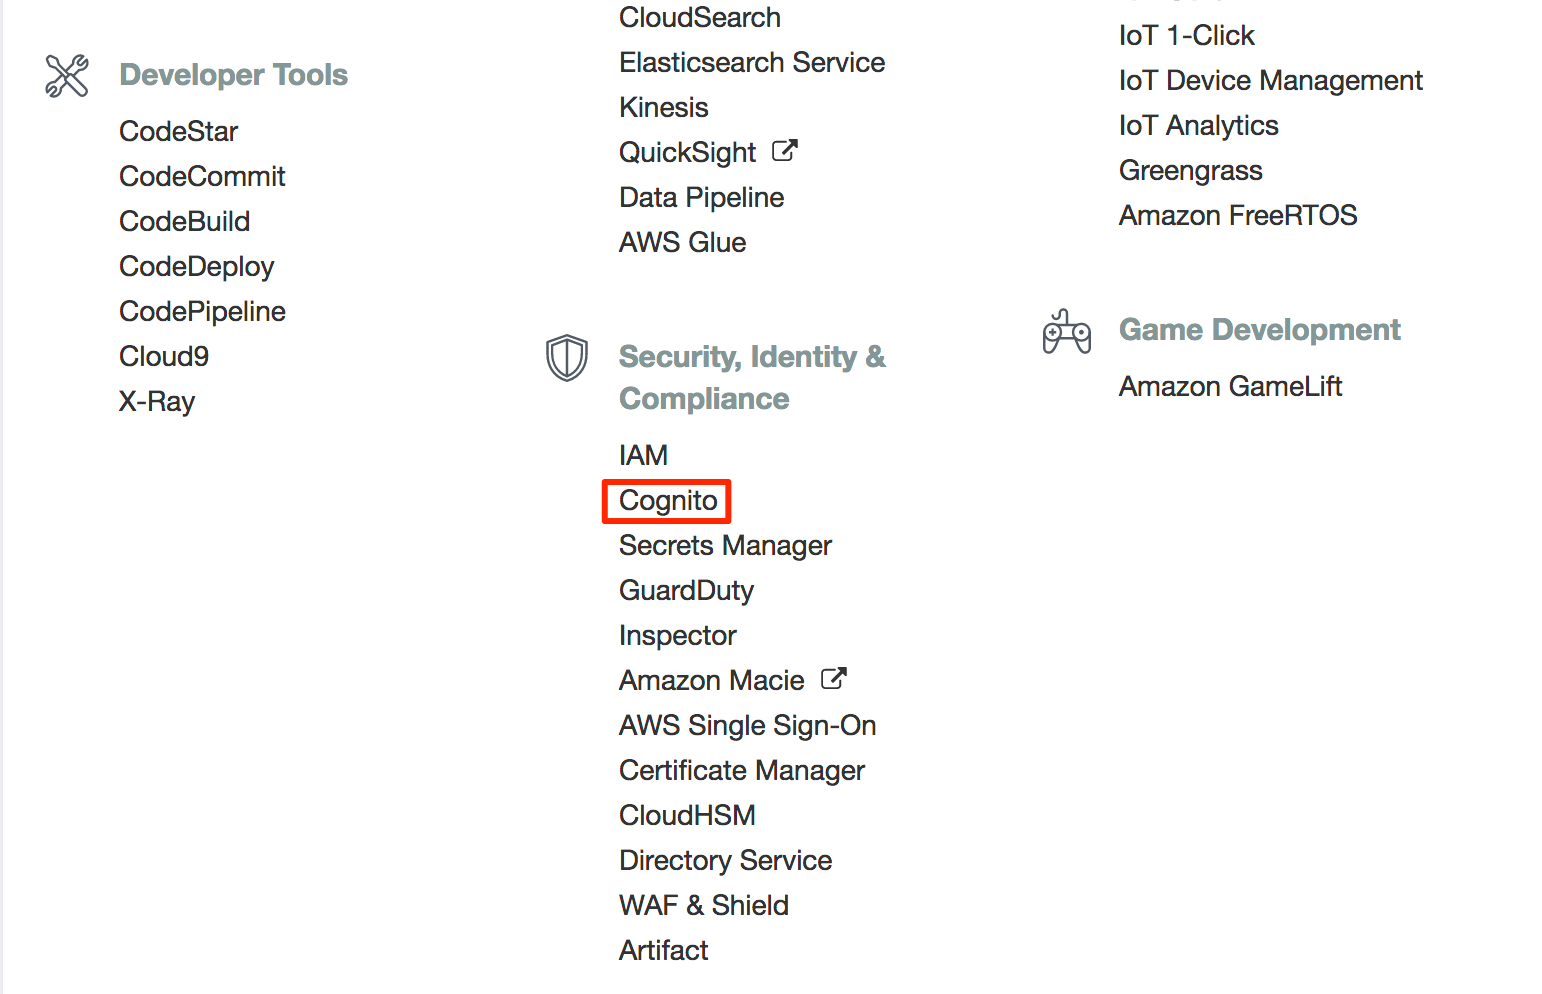 Developer Tools
CodeStar
CodeCommit
CodeBuild
CodeDeploy
CodePipeline
Cloud9
X-Ray
CloudSearch
Elasticsearch Service
Kinesis
QuickSight
Data Pipeline
AWS Glue
Security, Identity &
Compliance
IAM
Cognito
Secrets Manager
GuardDuty
Inspector
Amazon Macie
AWS Single Sign-On
Certificate Manager
CloudHSM
Directory Service
WAF & Shield
Artifact
IoT 1-Click
IoT Device Management
IoT Analytics
Greengrass
Amazon FreeRTOS
Game Development
Amazon GameLift